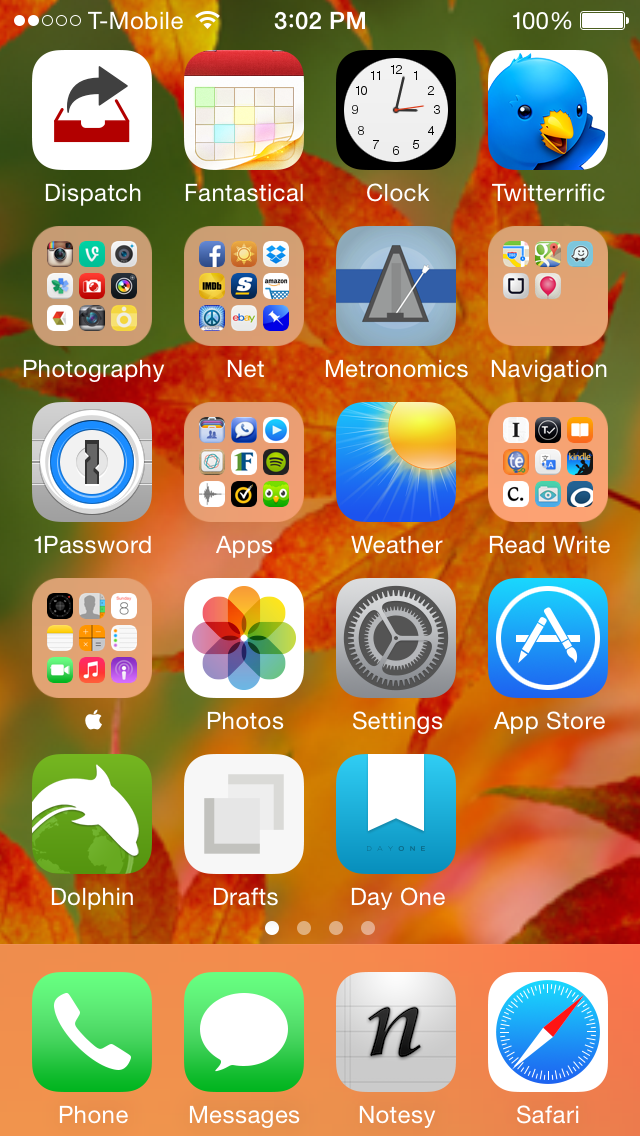 T-Mobile 3:02 PM 100%
12
11 1
10 2
9 3
8 4
7 5
6
Dispatch Fantastical Clock Twitterrific
IMDb S amazon
ebay
U
Photography Net Metronomics Navigation
I T
te
kindle
C.
1Password Apps Weather Read Write
Sunday
8
Photos Settings App Store
DAY ONE
Dolphin Drafts Day One
n
Phone Messages Notesy Safari